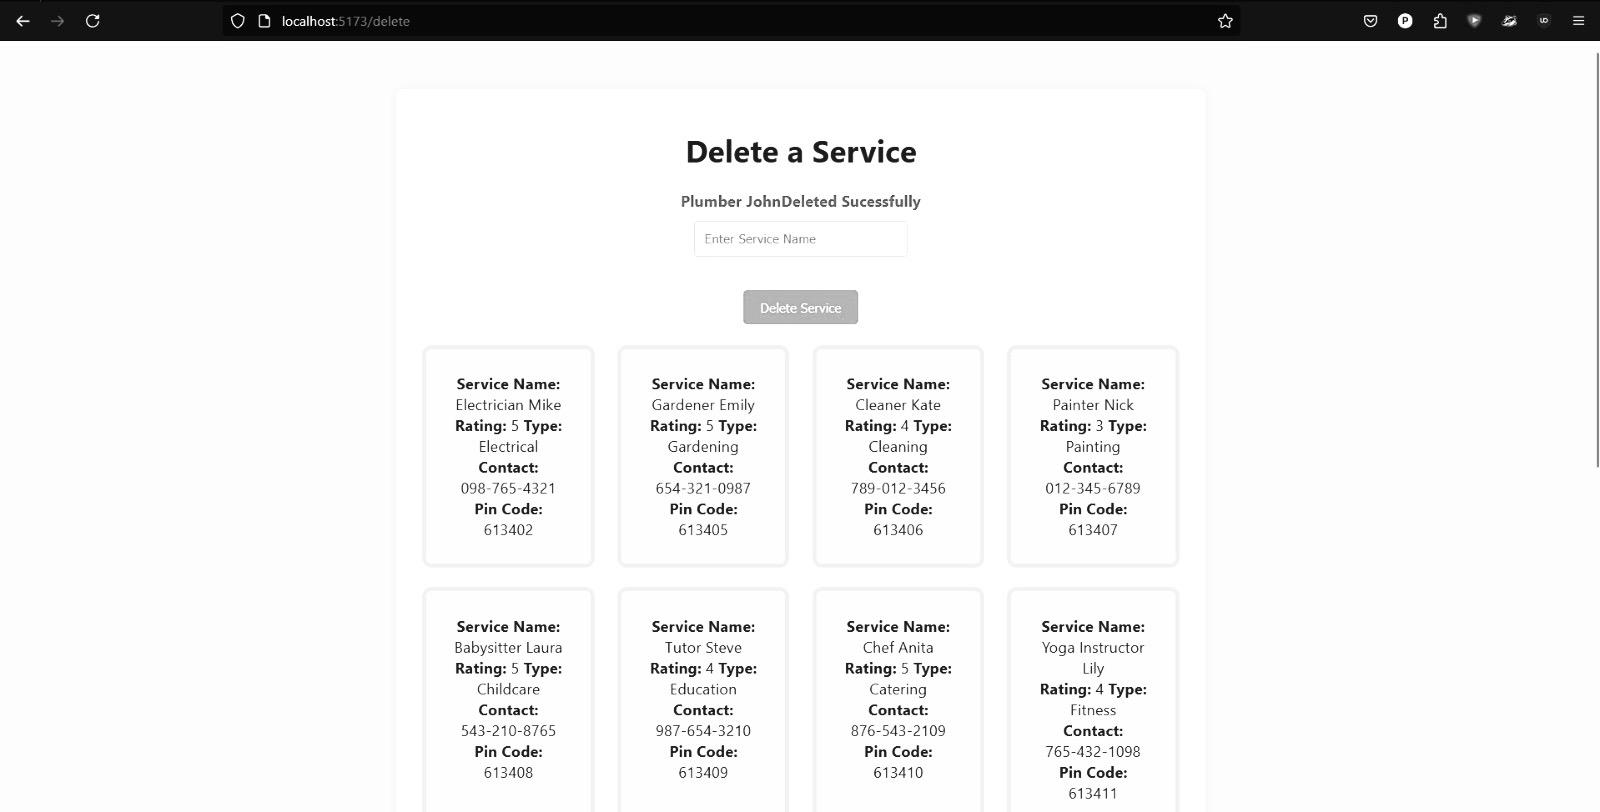 localhost:5173/delete
Delete a Service
Plumber JohnDeleted Sucessfully
Enter Service Name
Delete Service
Service Name:
Electrician Mike
Rating: 5 Type:
Electrical
Contact:
098-765-4321
Pin Code:
613402
Service Name:
Gardener Emily
Rating: 5 Type:
Gardening
Contact:
654-321-0987
Pin Code:
613405
Service Name:
Cleaner Kate
Rating: 4 Type:
Cleaning
Contact:
789-012-3456
Pin Code:
613406
Service Name:
Painter Nick
Rating: 3 Type:
Painting
Contact:
012-345-6789
Pin Code:
613407
Service Name:
Babysitter Laura
Rating: 5 Type:
Childcare
Contact:
543-210-8765
Pin Code:
613408
Service Name:
Tutor Steve
Rating: 4 Type:
Education
Contact:
987-654-3210
Pin Code:
613409
Service Name:
Chef Anita
Rating: 5 Type:
Catering
Contact:
876-543-2109
Pin Code:
613410
Service Name:
Yoga Instructor
Lily
Rating: 4 Type:
Fitness
Contact:
765-432-1098
Pin Code:
613411